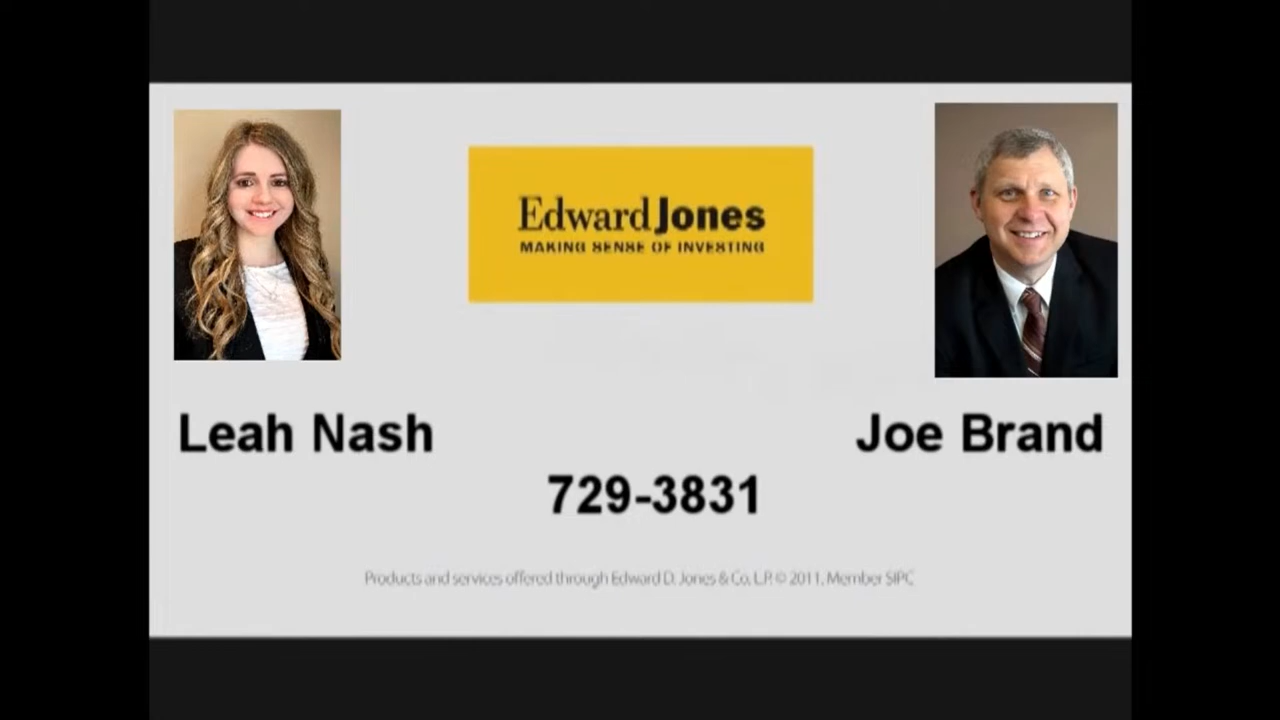 Edward Jones
MAKING SENSE OF INVESTING
Leah Nash
Joe Brand
729-3831
Products and services offered through Edward D. Jones & Co. L.P. © 2011, Member SIPC